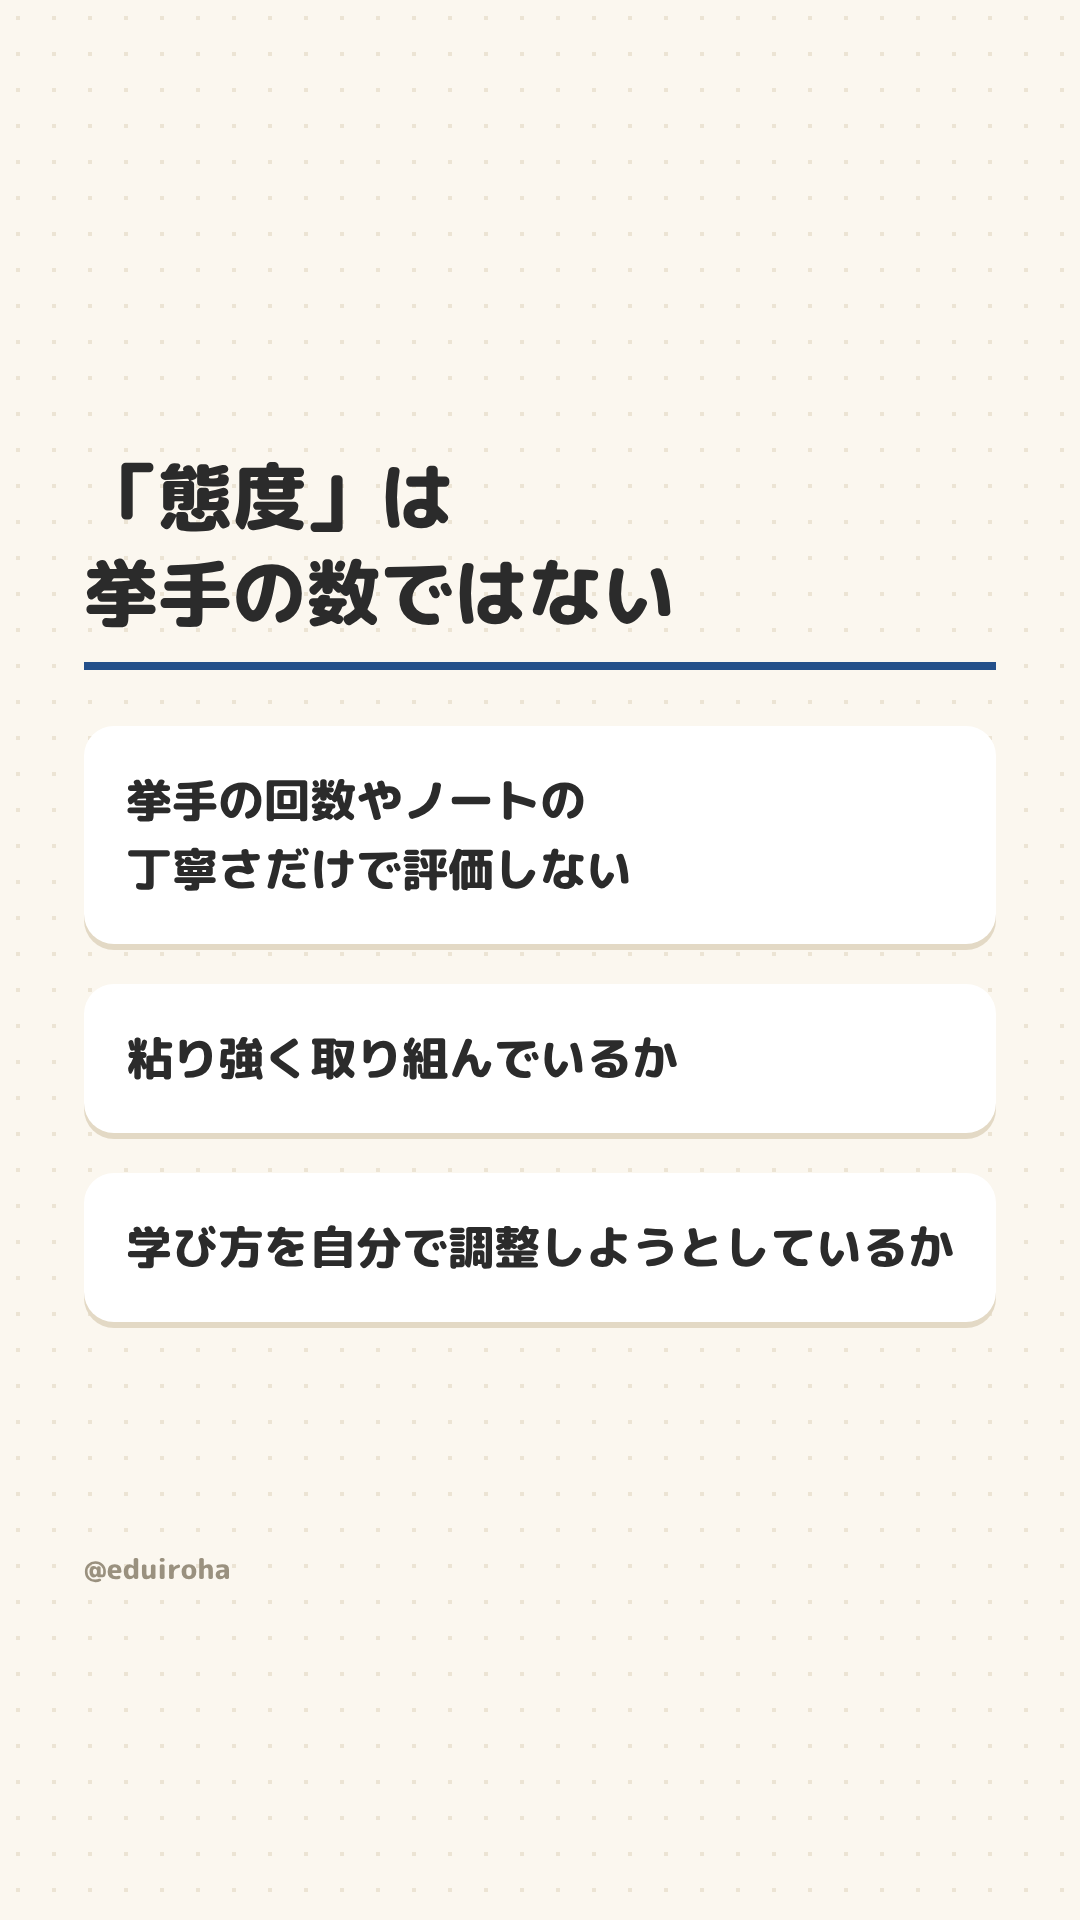 「態度」は
挙手の数ではない
挙手の回数やノートの
丁寧さだけで評価しない
粘り強く取り組んでいるか
学び方を自分で調整しようとしているか
@eduiroha